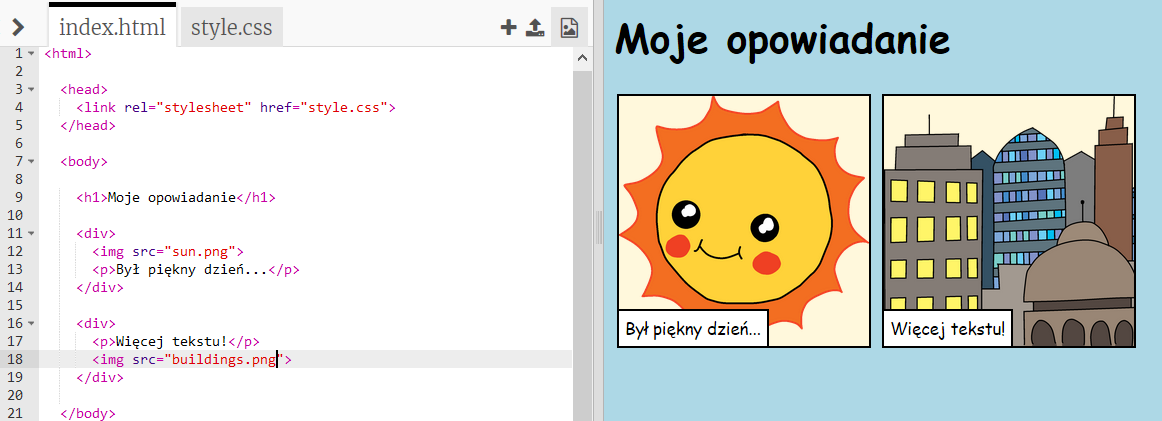 index.html style.css
1 <html>
2
3 <head>
4 <link rel="stylesheet" href="style.css">
5 </head>
6
7 <body>
8
9 <h1>Moje opowiadanie</h1>
10
11 <div>
12 <img src="sun.png">
13 <p>Był piękny dzień...</p>
14 </div>
15
16 <div>
17 <p>Więcej tekstu!</p>
18 <img src="buildings.png">
19 </div>
20
21 </body>
Moje opowiadanie
Był piękny dzień...
Więcej tekstu!